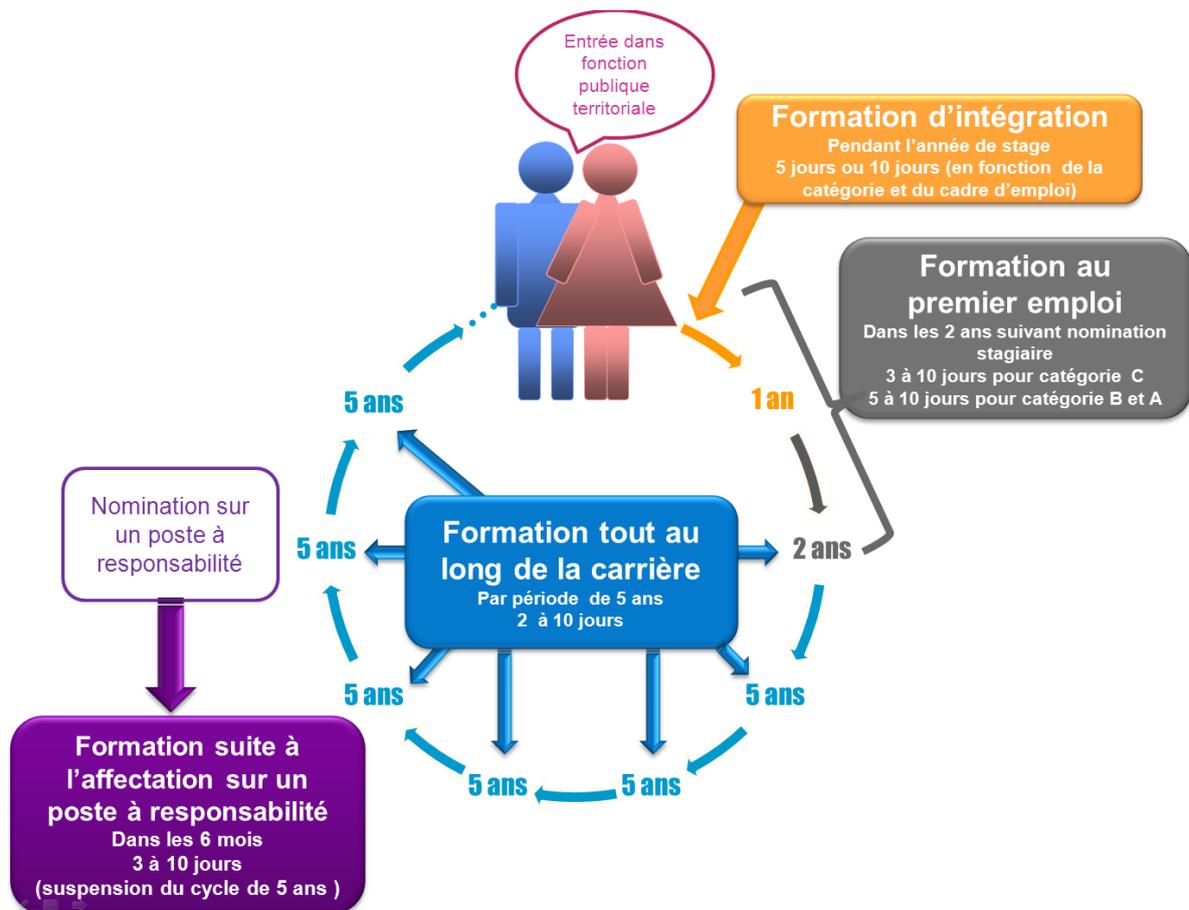 Entrée dans
fonction
publique
territoriale
Formation d'intégration
Pendant l'année de stage
5 jours ou 10 jours (en fonction de la
catégorie et du cadre d'emploi)
Formation au
premier emploi
Dans les 2 ans suivant nomination
stagiaire
3 à 10 jours pour catégorie C
5 à 10 jours pour catégorie B et A
1 an
2 ans
5 ans
5 ans
5 ans
5 ans
5 ans
5 ans
Formation tout au
long de la carrière
Par période de 5 ans
2 à 10 jours
Nomination sur
un poste à
responsabilité
Formation suite à
l'affectation sur un
poste à responsabilité
Dans les 6 mois
3 à 10 jours
(suspension du cycle de 5 ans )